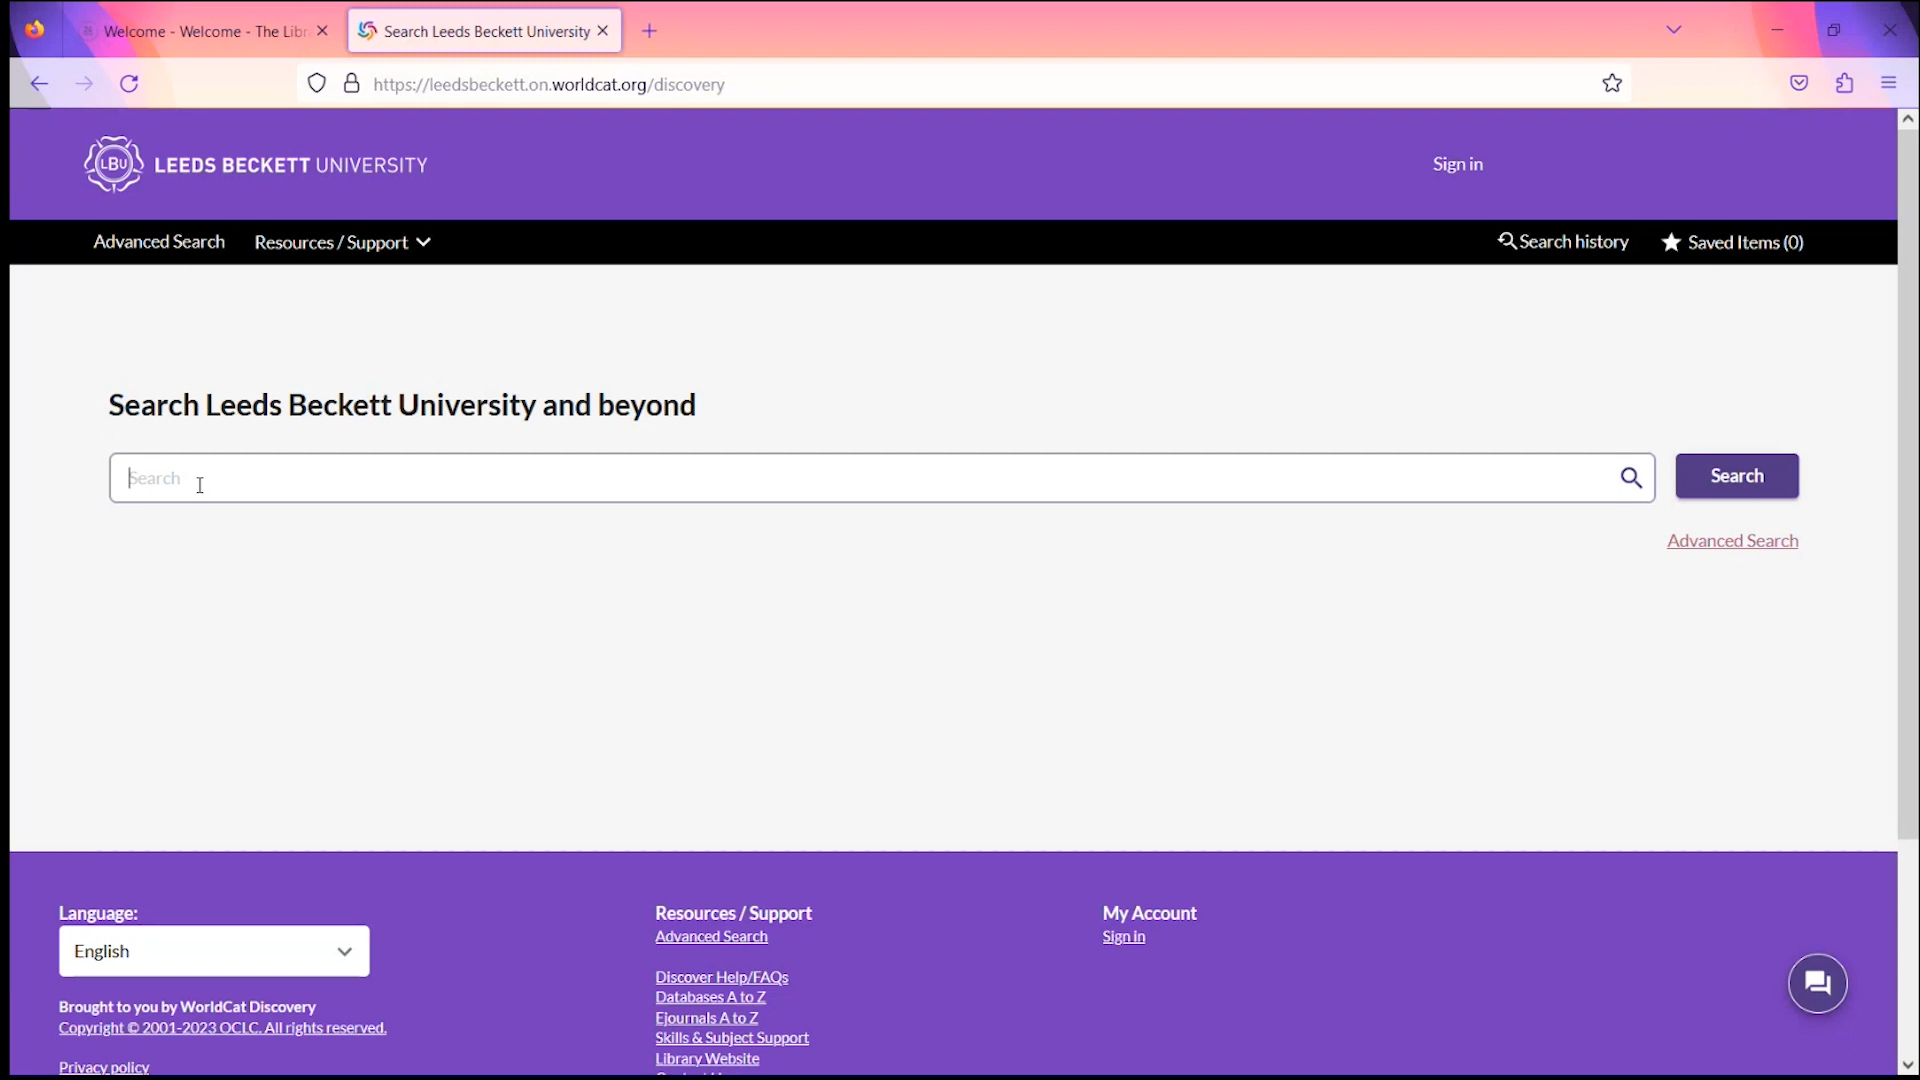 Welcome - Welcome - The Libr
Search Leeds Beckett University
https://leedsbeckett.on.worldcat.org/discovery
LBU LEEDS BECKETT UNIVERSITY
Sign in
Advanced Search
Resources / Support
Search history
Saved Items (0)
Search Leeds Beckett University and beyond
Search
Search
Advanced Search
Language:
English
Brought to you by WorldCat Discovery
Copyright © 2001-2023 OCLC. All rights reserved.
Privacy policy
Resources / Support
Advanced Search
Discover Help/FAQs
Databases A to Z
Ejournals A to Z
Skills & Subject Support
Library Website
My Account
Sign in